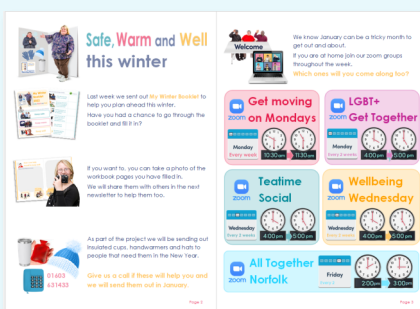 Safe, Warm and Well
this winter
Last week we sent out My Winter Booklet to
help you plan ahead this winter.
Have you had a chance to go through the
booklet and fill it in?
If you want to, you can take a photo of the
workbook pages you have filled in.
We will share them with others in the next
newsletter to help them too.
As part of the project we will be sending out
insulated cups, handwarmers and hats to
people that need them in the New Year.
01603
631433
Give us a call if these will help you and
we will send them out in January.
Page 2
Welcome
We know January can be a tricky month to
get out and about.
If you are at home join our zoom groups
throughout the week.
Which ones will you come along too?
zoom
Get moving
on Mondays
Monday
Every week
10:30 am
11:30 am
zoom
LGBT+
Get Together
Monday
Every 2 weeks
4:00 pm
5:00 pm
zoom
Teatime
Social
Wednesday
Every 2 weeks
4:00 pm
5:00 pm
zoom
Wellbeing
Wednesday
Wednesday
4:00 pm
5:00 pm
zoom
All Together
Norfolk
Friday
2:00 pm
3:00 pm